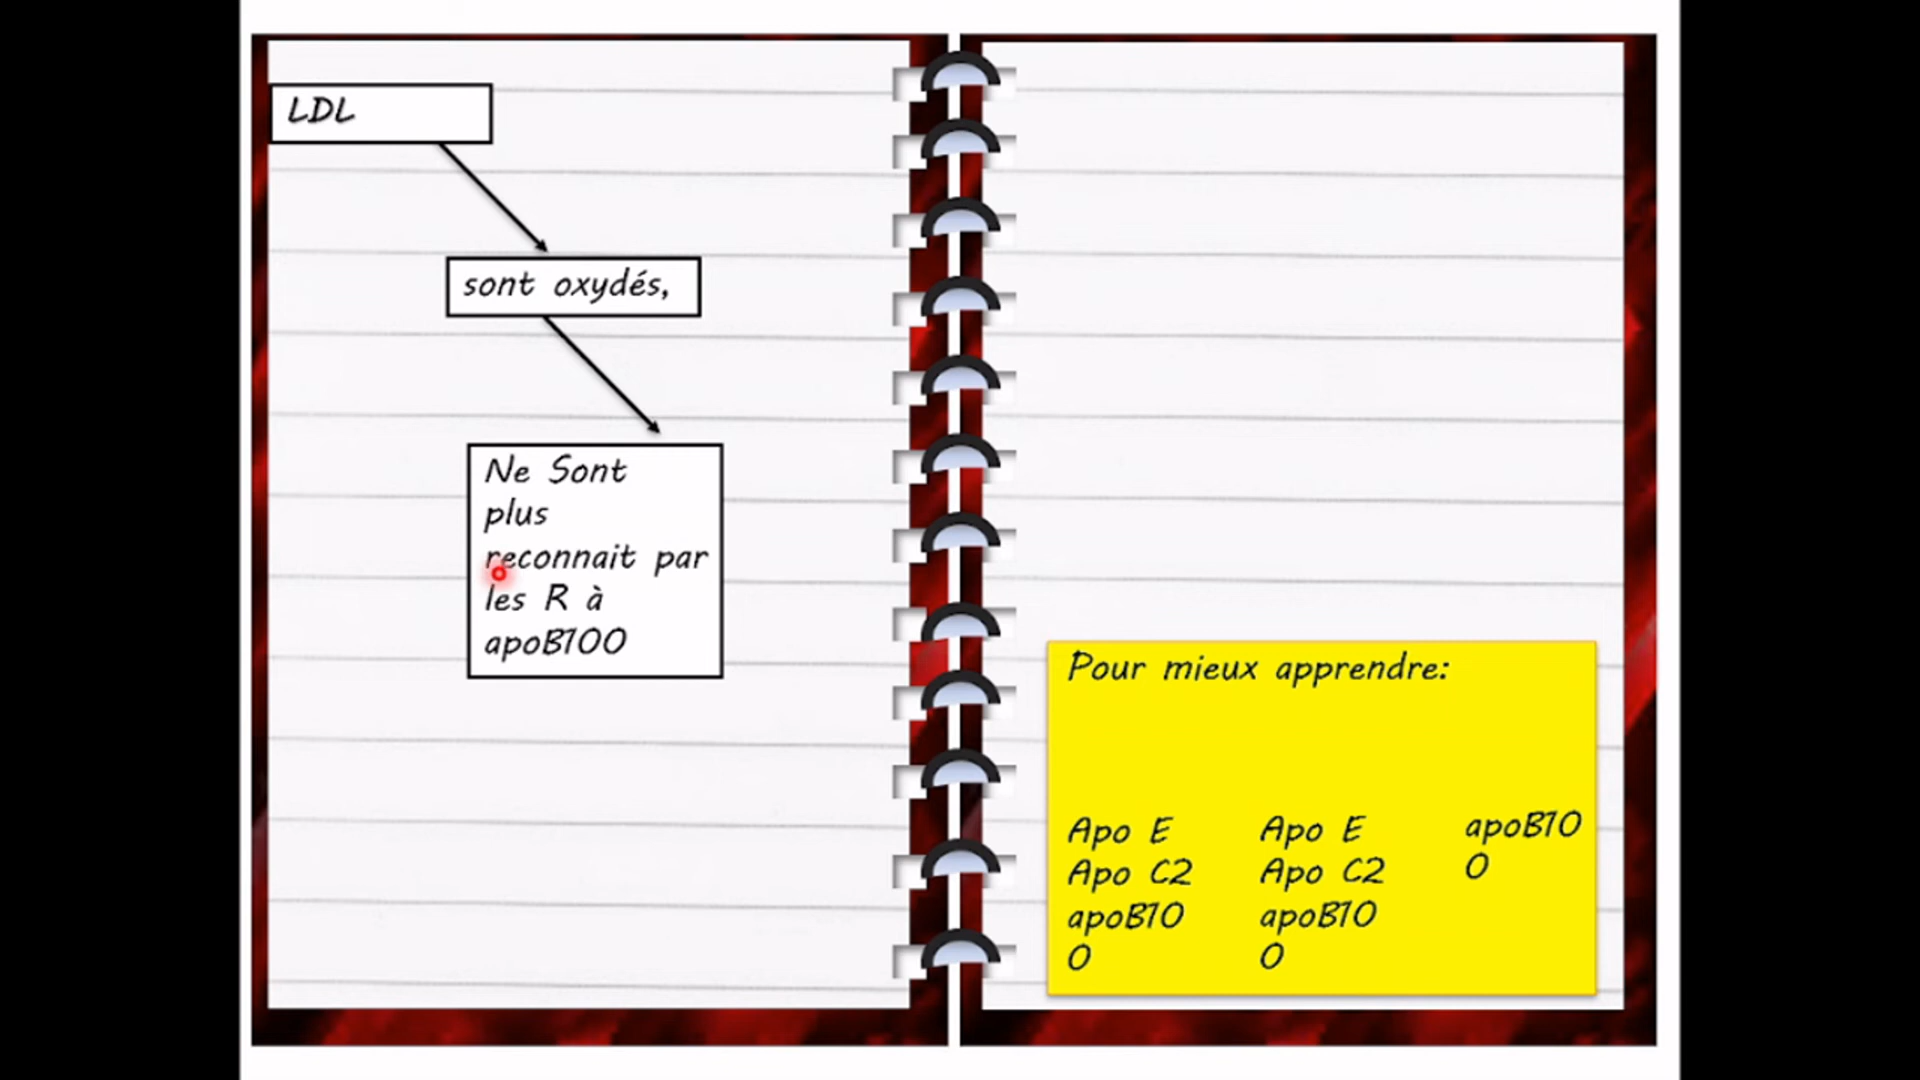 LDL
sont oxydés,
Ne Sont
plus
reconnait par
les R à
apoB100
Pour mieux apprendre:
Apo E
Apo C2
apoB10
0
Apo E
Apo C2
apoB10
0
apoB10
0